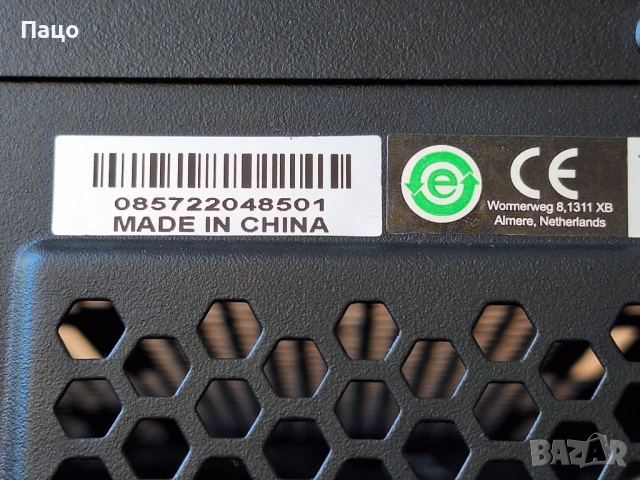 Пацо
085722048501
MADE IN CHINA
e
CE
Wormerweg 8,1311 XB
Almere, Netherlands
BAZAR